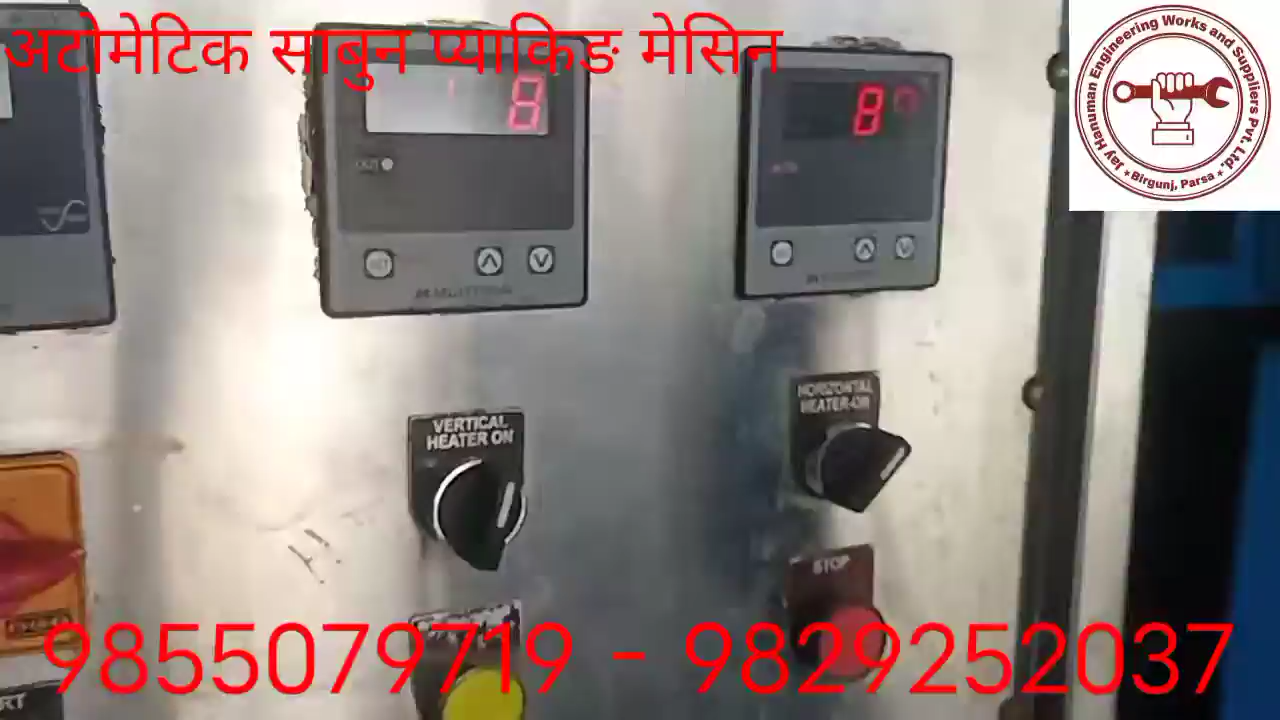 अटोमेटिक साबुन प्याकिङ मेसिन
Jay Hanuman Engineering Works and Suppliers Pvt. Ltd.
Birgunj, Parsa
8
8
VERTICAL
HEATER ON
HORIZONTAL
HEATER-ON
STOP
9855079719 - 9829252037